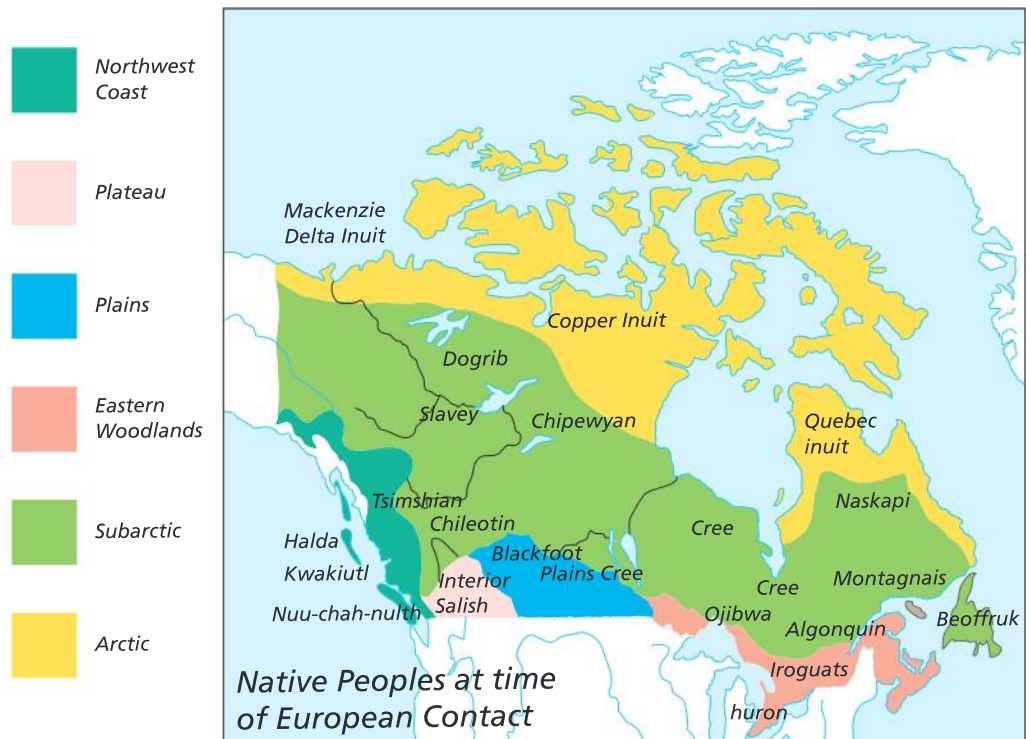 Northwest
Coast
Plateau
Plains
Eastern
Woodlands
Subarctic
Arctic
Mackenzie
Delta Inuit
Copper Inuit
Dogrib
Slavey
Chipewyan
Quebec
inuit
Naskapi
Tsimshian
Chileotin
Cree
Halda
Blackfoot
Kwakiutl
Plains Cree
Interior
Salish
Cree
Montagnais
Nuu-chah-nulth
Ojibwa
Algonquin
Beoffruk
Iroguats
huron
Native Peoples at time
of European Contact